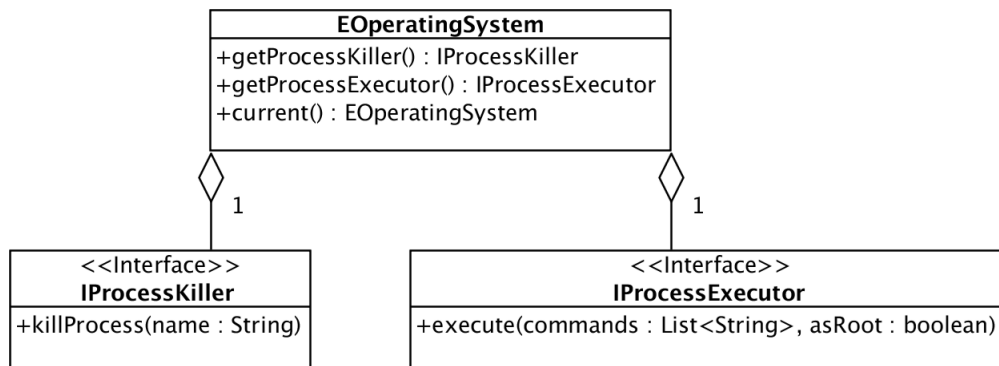 EOperatingSystem
+getProcessKiller() : IProcessKiller
+getProcessExecutor() : IProcessExecutor
+current() : EOperatingSystem
1
1
<<Interface>>
IProcessKiller
+killProcess(name : String)
<<Interface>>
IProcessExecutor
+execute(commands : List<String>, asRoot : boolean)